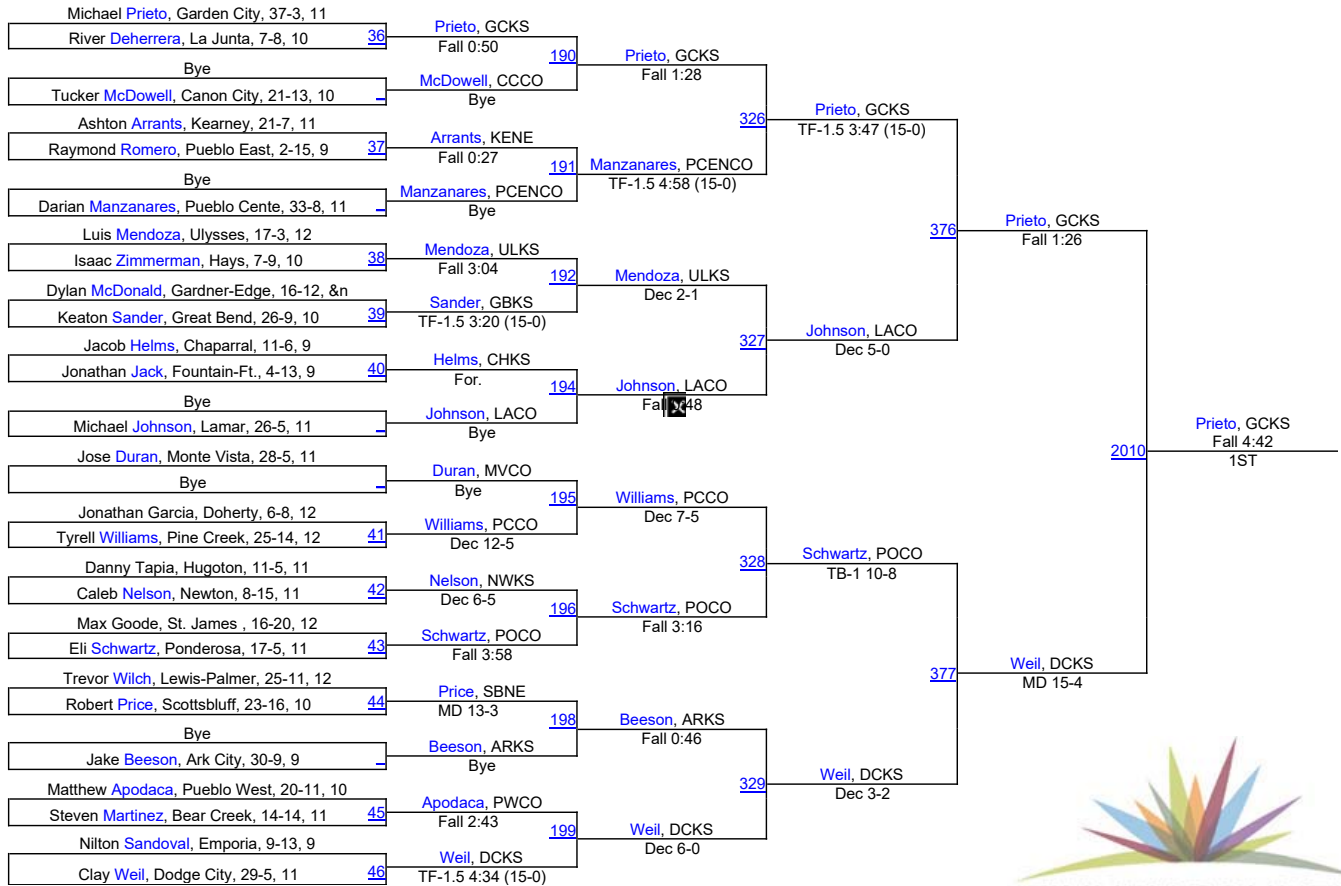 Michael Prieto, Garden City, 37-3, 11
River Deherrera, La Junta, 7-8, 10
36
Bye
Tucker McDowell, Canon City, 21-13, 10
Ashton Arrants, Kearney, 21-7, 11
Raymond Romero, Pueblo East, 2-15, 9
37
Bye
Darian Manzanares, Pueblo Cente, 33-8, 11
Luis Mendoza, Ulysses, 17-3, 12
Isaac Zimmerman, Hays, 7-9, 10
38
Dylan McDonald, Gardner-Edge, 16-12, &n
Keaton Sander, Great Bend, 26-9, 10
39
Jacob Helms, Chaparral, 11-6, 9
Jonathan Jack, Fountain-Ft., 4-13, 9
40
Bye
Michael Johnson, Lamar, 26-5, 11
Jose Duran, Monte Vista, 28-5, 11
Bye
Jonathan Garcia, Doherty, 6-8, 12
Tyrell Williams, Pine Creek, 25-14, 12
41
Danny Tapia, Hugoton, 11-5, 11
Caleb Nelson, Newton, 8-15, 11
42
Max Goode, St. James , 16-20, 12
Eli Schwartz, Ponderosa, 17-5, 11
43
Trevor Wilch, Lewis-Palmer, 25-11, 12
Robert Price, Scottsbluff, 23-16, 10
44
Bye
Jake Beeson, Ark City, 30-9, 9
Matthew Apodaca, Pueblo West, 20-11, 10
Steven Martinez, Bear Creek, 14-14, 11
45
Nilton Sandoval, Emporia, 9-13, 9
Clay Weil, Dodge City, 29-5, 11
46
Prieto, GCKS
Fall 0:50
190
McDowell, CCCO
Bye
Arrants, KENE
Fall 0:27
191
Manzanares, PCENCO
Bye
Mendoza, ULKS
Fall 3:04
192
Sander, GBKS
TF-1.5 3:20 (15-0)
Helms, CHKS
For.
194
Johnson, LACO
Bye
Duran, MVCO
Bye
195
Williams, PCCO
Dec 12-5
Nelson, NWKS
Dec 6-5
196
Schwartz, POCO
Fall 3:58
Price, SBNE
MD 13-3
198
Beeson, ARKS
Bye
Apodaca, PWCO
Fall 2:43
199
Weil, DCKS
TF-1.5 4:34 (15-0)
Prieto, GCKS
Fall 1:28
326
Manzanares, PCENCO
TF-1.5 4:58 (15-0)
Mendoza, ULKS
Dec 2-1
327
Johnson, LACO
48
Williams, PCCO
Dec 7-5
328
Schwartz, POCO
Fall 3:16
Beeson, ARKS
Fall 0:46
329
Weil, DCKS
Dec 6-0
Prieto, GCKS
TF-1.5 3:47 (15-0)
376
Johnson, LACO
Dec 5-0
Schwartz, POCO
TB-1 10-8
377
Weil, DCKS
Dec 3-2
Prieto, GCKS
Fall 1:26
2010
Weil, DCKS
MD 15-4
Prieto, GCKS
Fall 4:42
1ST